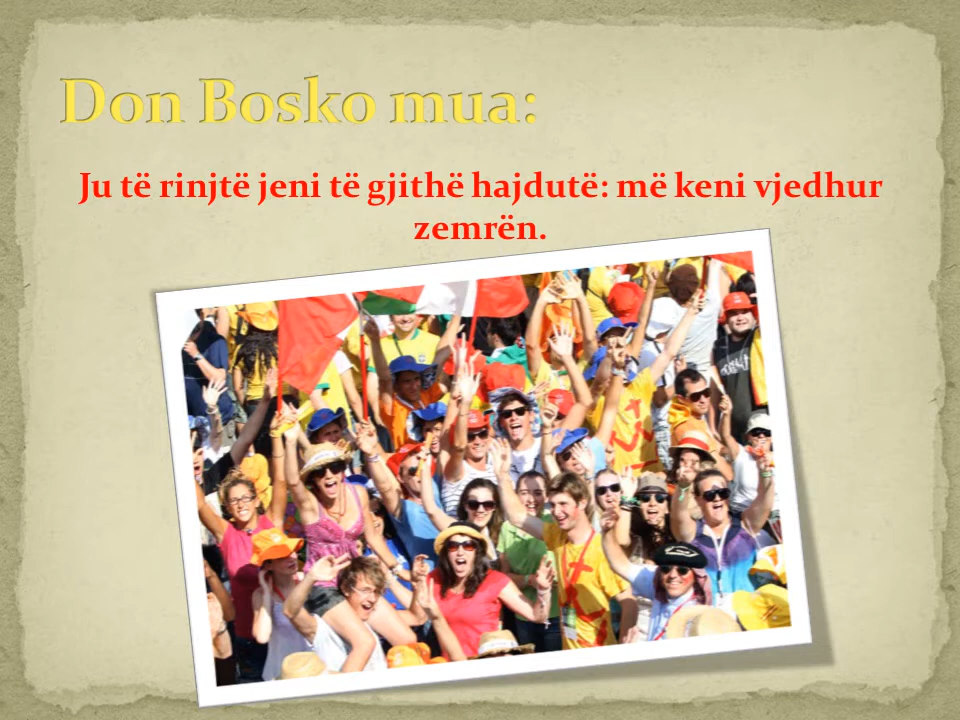 Don Bosko mua:
Ju të rinjtë jeni të gjithë hajdutë: më keni vjedhur
zemrën.